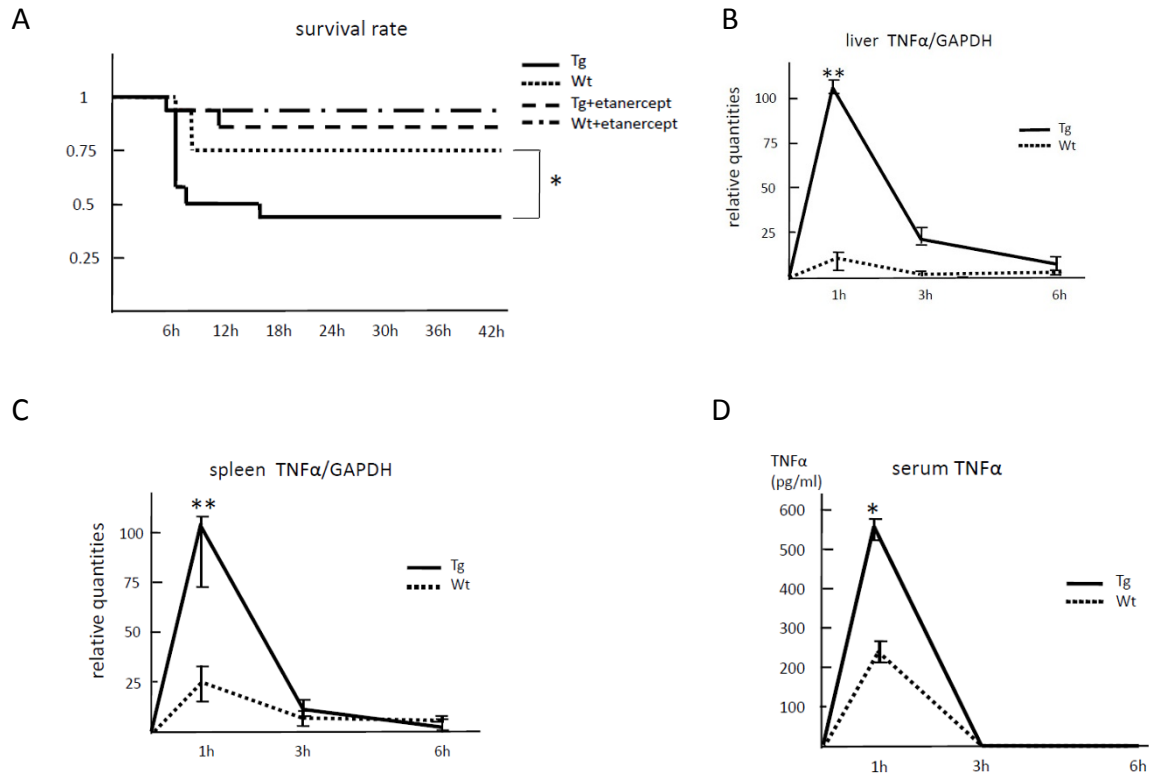 A
survival rate
1
0.75
0.5
0.25
6h 12h 18h 24h 30h 36h 42h
Tg
Wt
Tg+etanercept
Wt+etanercept
*
B
liver TNFα/GAPDH
relative quantities
**
100
75
50
25
1h 3h 6h
Tg
Wt
C
spleen TNFα/GAPDH
relative quantities
**
100
75
50
25
1h 3h 6h
Tg
Wt
D
TNFα
(pg/ml)
serum TNFα
*
600
500
400
300
200
100
1h 3h 6h
Tg
Wt